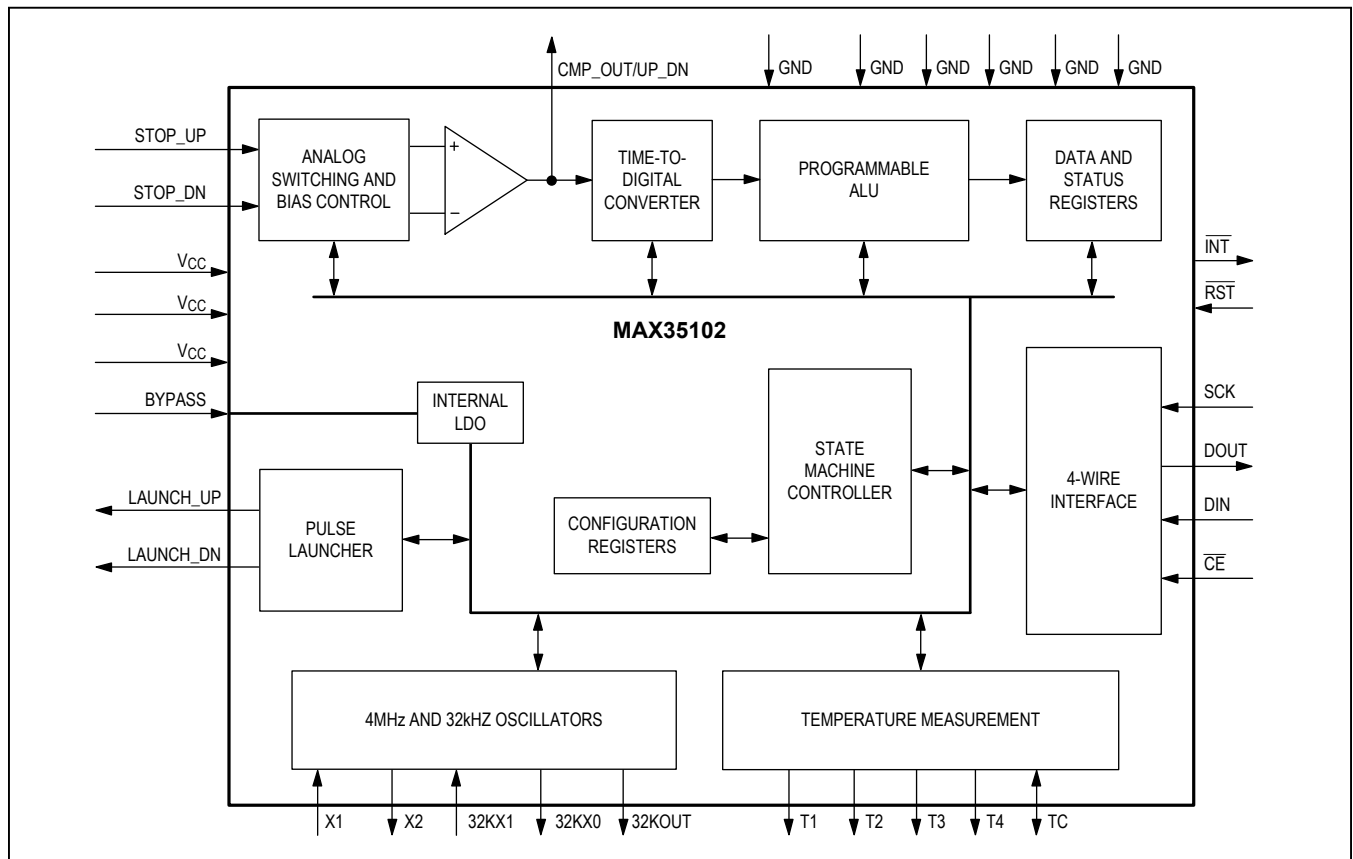 CMP_OUT/UP_DN
GND
GND
GND
GND
GND
GND
STOP_UP
STOP_DN
VCC
VCC
VCC
BYPASS
LAUNCH_UP
LAUNCH_DN
ANALOG
SWITCHING AND
BIAS CONTROL
+
−
TIME-TO-
DIGITAL
CONVERTER
PROGRAMMABLE
ALU
DATA AND
STATUS
REGISTERS
MAX35102
INTERNAL
LDO
STATE
MACHINE
CONTROLLER
CONFIGURATION
REGISTERS
PULSE
LAUNCHER
4-WIRE
INTERFACE
INT
RST
SCK
DOUT
DIN
CE
4MHz AND 32kHZ OSCILLATORS
TEMPERATURE MEASUREMENT
X1
X2
32KX1
32KX0
32KOUT
T1
T2
T3
T4
TC